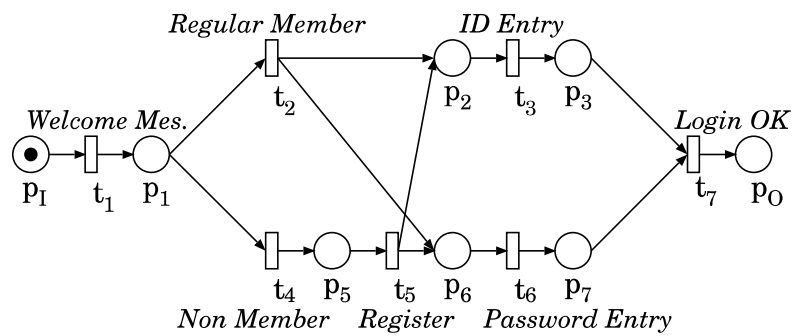 Regular Member
ID Entry
t2
p2
t3
p3
Welcome Mes.
Login OK
pI
t1
p1
t7
pO
t4
p5
t5
p6
t6
p7
Non Member
Register
Password Entry